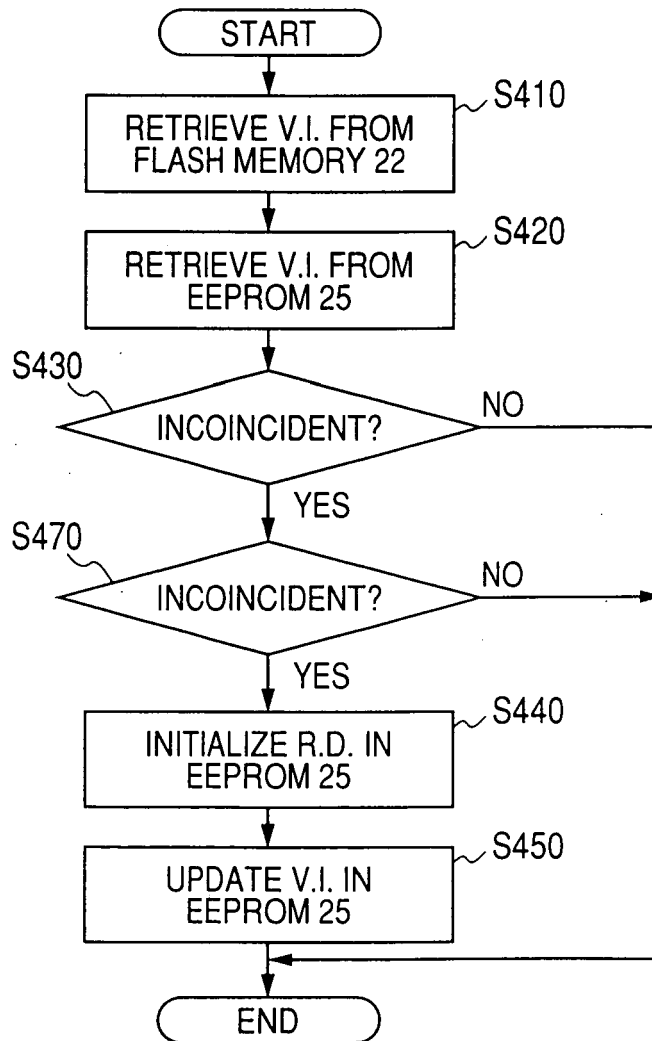 START
S410
RETRIEVE V.I. FROM
FLASH MEMORY 22
S420
RETRIEVE V.I. FROM
EEPROM 25
S430
INCOINCIDENT?
NO
YES
S470
INCOINCIDENT?
NO
YES
S440
INITIALIZE R.D. IN
EEPROM 25
S450
UPDATE V.I. IN
EEPROM 25
END